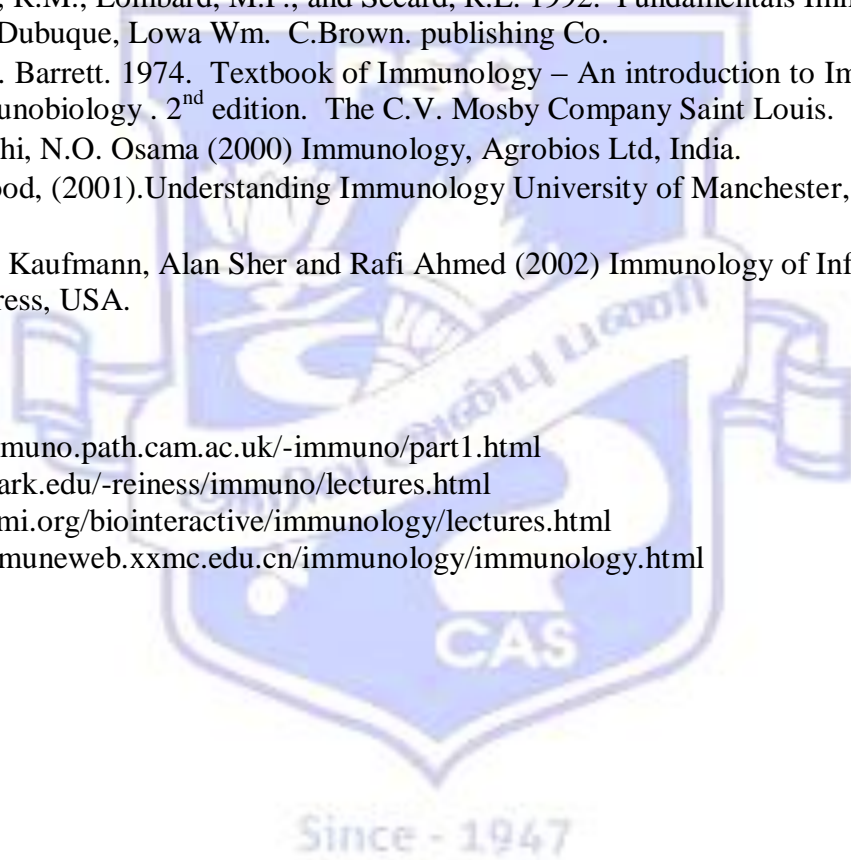 R.M., Lombard, M.P., and R.L. 1992. Fundamentals
Dubuque, Lowa Wm. C.Brown. publishing Co.
. Barrett. 1974. Textbook of Immunology – An introduction to Im
unobiology . 2nd edition. The C.V. Mosby Company Saint Louis.
hi, N.O. Osama (2000) Immunology, Agrobios Ltd, India.
ood, (2001).Understanding Immunology University of Manchester,
Kaufmann, Alan Sher and Rafi Ahmed (2002) Immunology of Inf
ress, USA.
muno.path.cam.ac.uk/-immuno/part1.html
ark.edu/-reiness/immuno/lectures.html
mi.org/biointeractive/immunology/lectures.html
muneweb.xxmc.edu.cn/immunology/immunology.html
PSG
CAS
Since - 1947